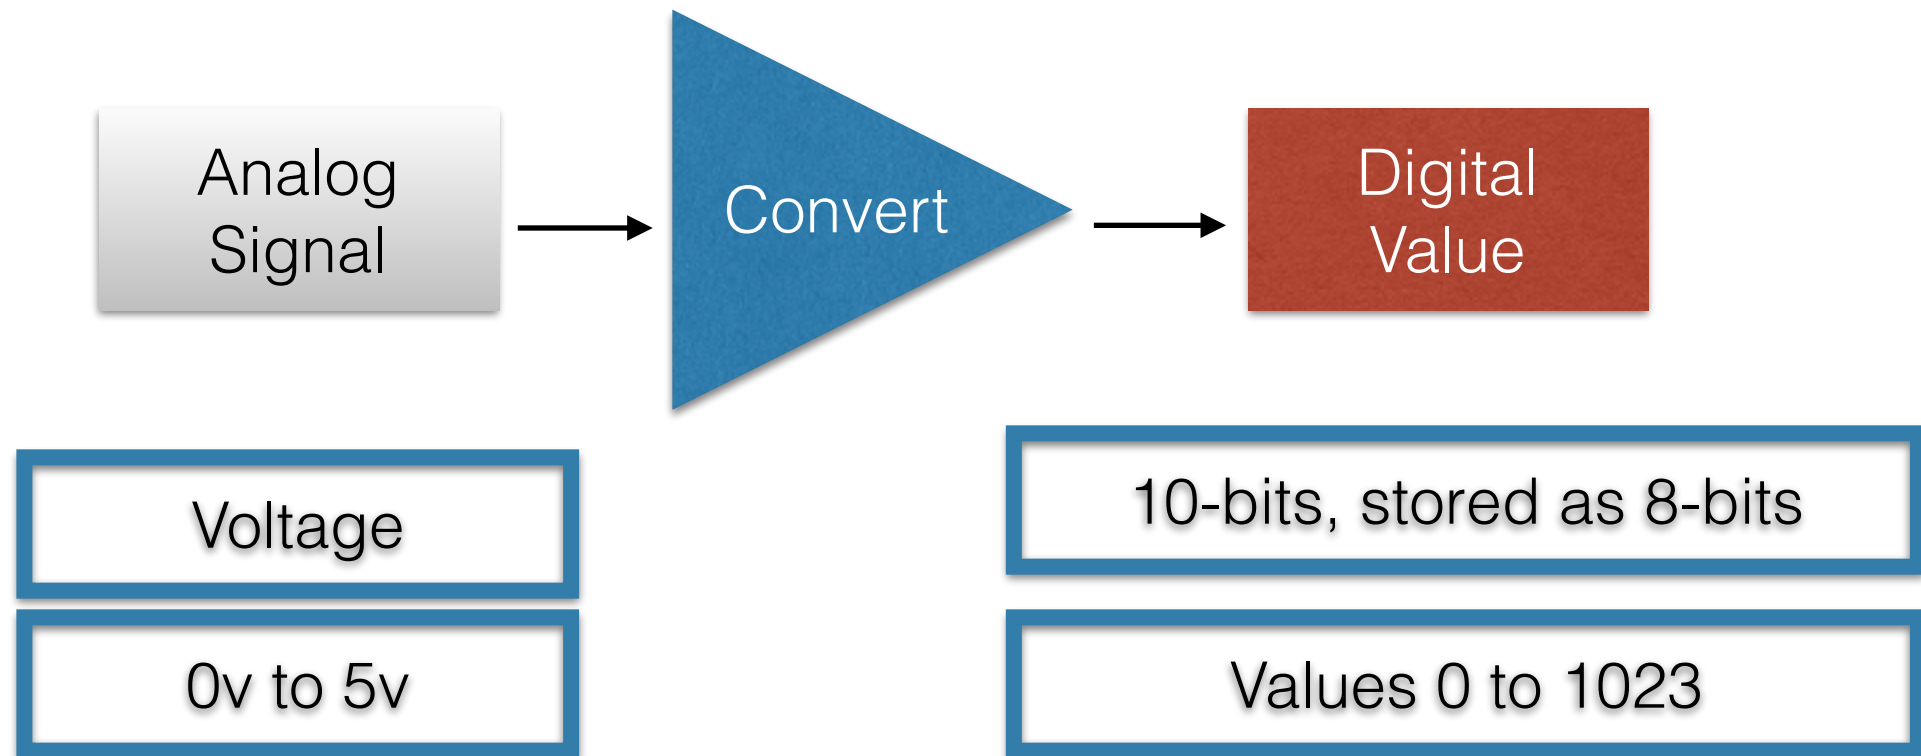 Analog
Signal
Convert
Digital
Value
Voltage
10-bits, stored as 8-bits
0v to 5v
Values 0 to 1023